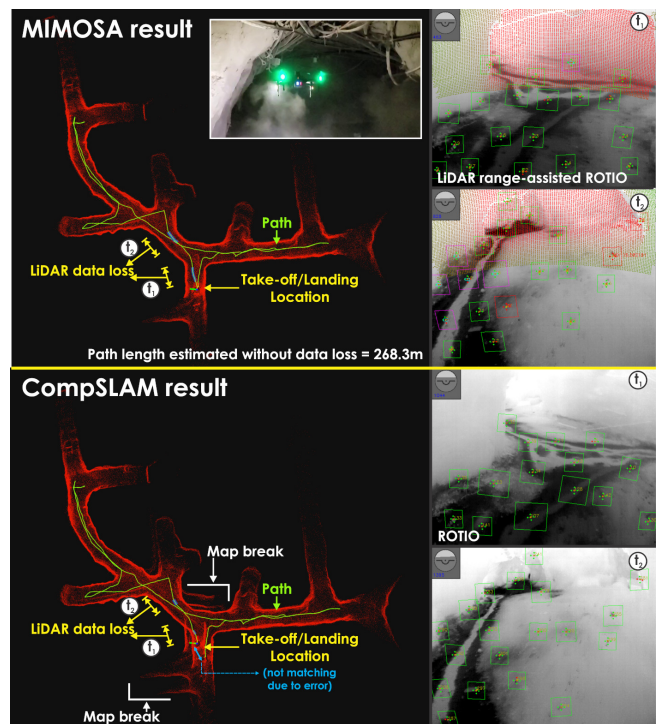 MIMOSA result
t₁
LiDAR range-assisted ROTIO
t₂
Path
t₂
LiDAR data loss
t₁
Take-off/Landing
Location
Path length estimated without data loss = 268.3m
CompSLAM result
t₁
ROTIO
t₂
Map break
Path
t₂
LiDAR data loss
t₁
Take-off/Landing
Location
(not matching
due to error)
Map break